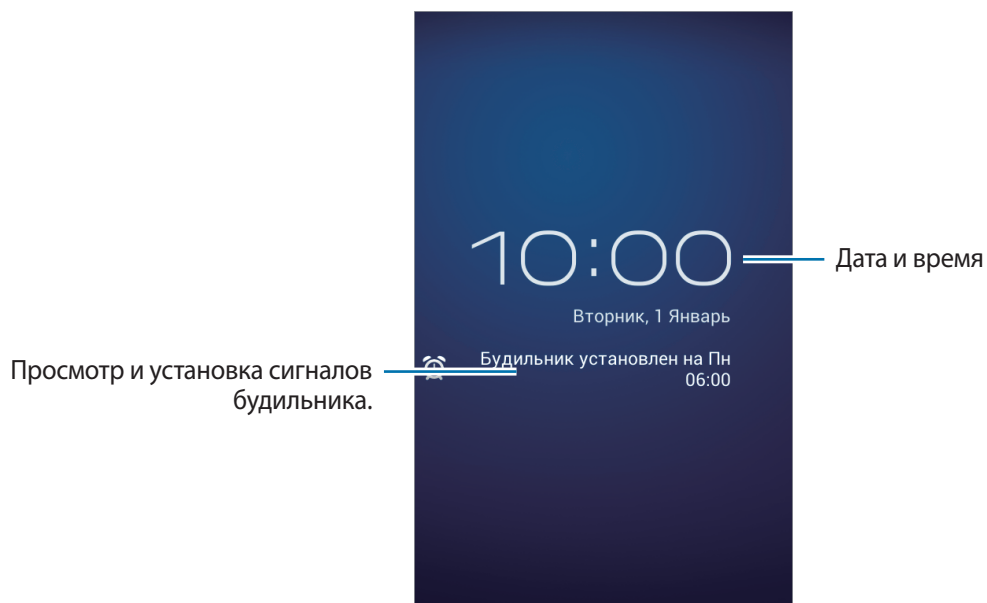 10:00
Дата и время
Вторник, 1 Январь
Будильник установлен на Пн
06:00
Просмотр и установка сигналов
будильника.